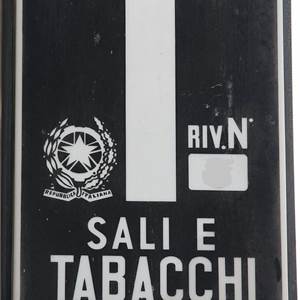 T
RIV. N°
REPUBBLICA ITALIANA
SALI E
TABACCHI